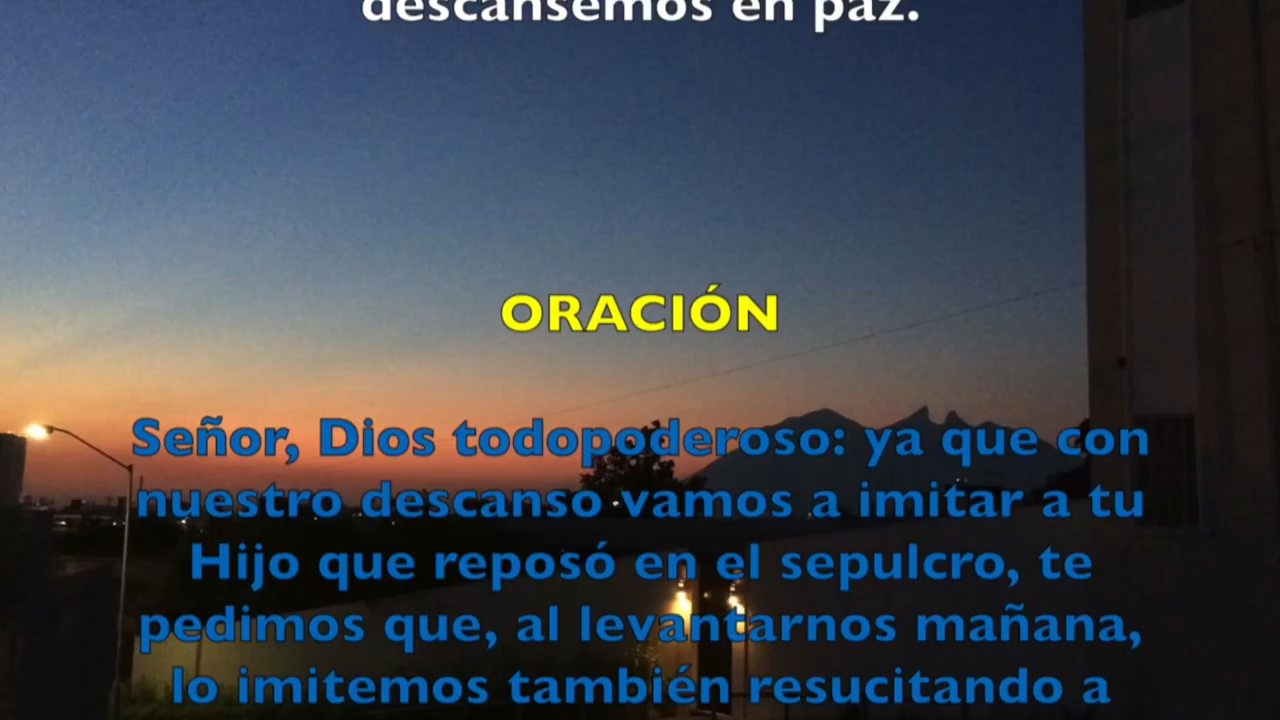 descansemos en paz.
ORACIÓN
Señor, Dios todopoderoso: ya que con
nuestro descanso vamos a imitar a tu
Hijo que reposó en el sepulcro, te
pedimos que, al levantarnos mañana,
lo imitemos también resucitando a